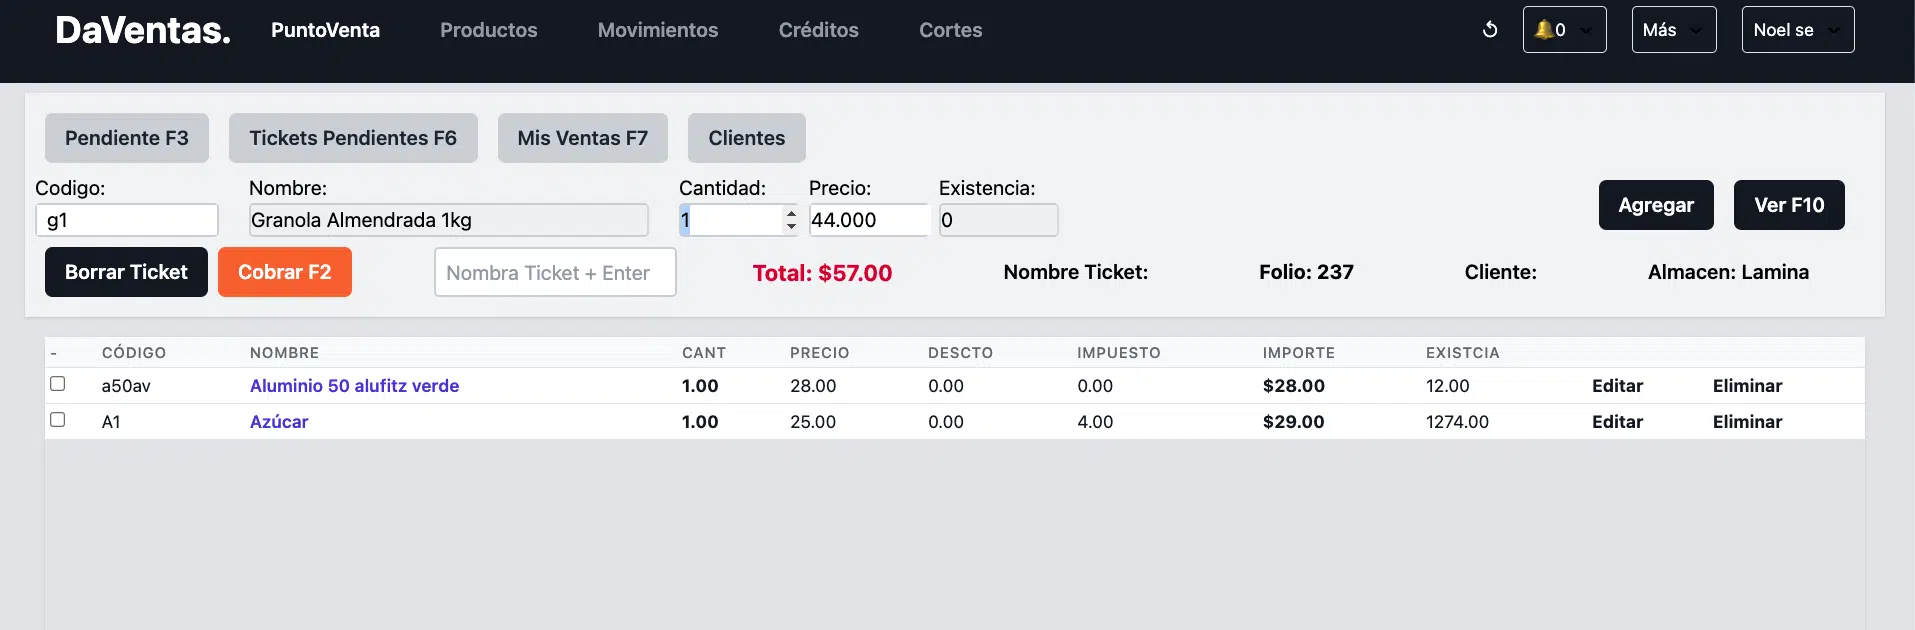 DaVentas. PuntoVenta Productos Movimientos Créditos Cortes 🔔0 Más Noel se
Pendiente F3 Tickets Pendientes F6 Mis Ventas F7 Clientes
Codigo: Nombre: Cantidad: Precio: Existencia:
g1 Granola Almendrada 1kg 1 44.000 0 Agregar Ver F10
Borrar Ticket Cobrar F2 Nombra Ticket + Enter Total: $57.00 Nombre Ticket: Folio: 237 Cliente: Almacen: Lamina
- CÓDIGO NOMBRE CANT PRECIO DESCTO IMPUESTO IMPORTE EXISTCIA
a50av Aluminio 50 alufitz verde 1.00 28.00 0.00 0.00 $28.00 12.00 Editar Eliminar
A1 Azúcar 1.00 25.00 0.00 4.00 $29.00 1274.00 Editar Eliminar